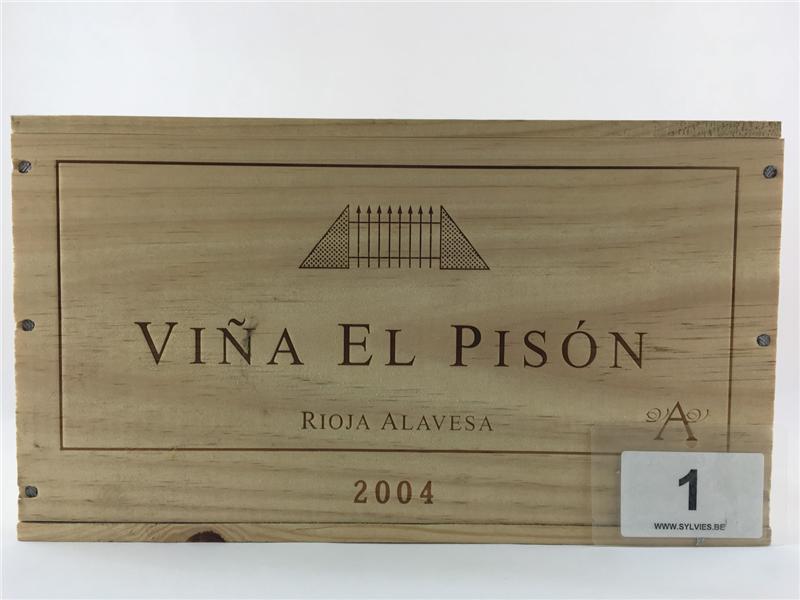 VIÑA EL PISÓN
RIOJA ALAVESA
A
2004
1
WWW.SYLVIES.BE